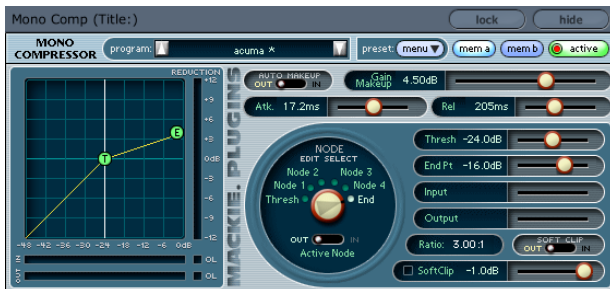 Mono Comp (Title:)
lock
hide
MONO
COMPRESSOR
program:
acuma *
preset:
menu
mem a
mem b
active
REDUCTION
+12
+9
+6
+3
0dB
-3
-6
-9
-12
T
E
-48 -42 -36 -30 -24 -18 -12 -6 0dB
IN
OL
OUT
OL
MACKIE. PLUGINS
AUTO MAKEUP
OUT IN
Gain
Makeup
4.50dB
Atk. 17.2ms
Rel 205ms
NODE
EDIT SELECT
Node 2 Node 3
Node 1 Node 4
Thresh End
OUT IN
Active Node
Thresh -24.0dB
End Pt -16.0dB
Input
Output
Ratio: 3.00:1
SOFT CLIP
OUT IN
SoftClip -1.0dB